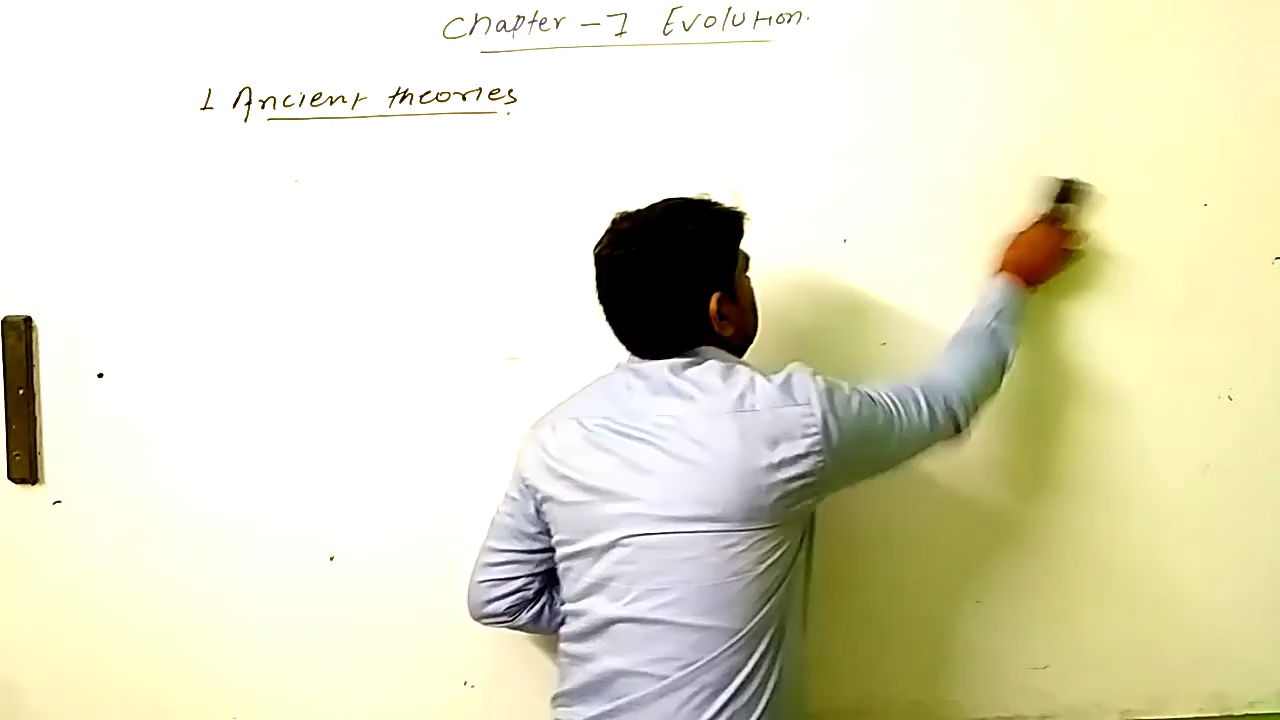 Chapter - 7 Evolution.
1 Ancient theories